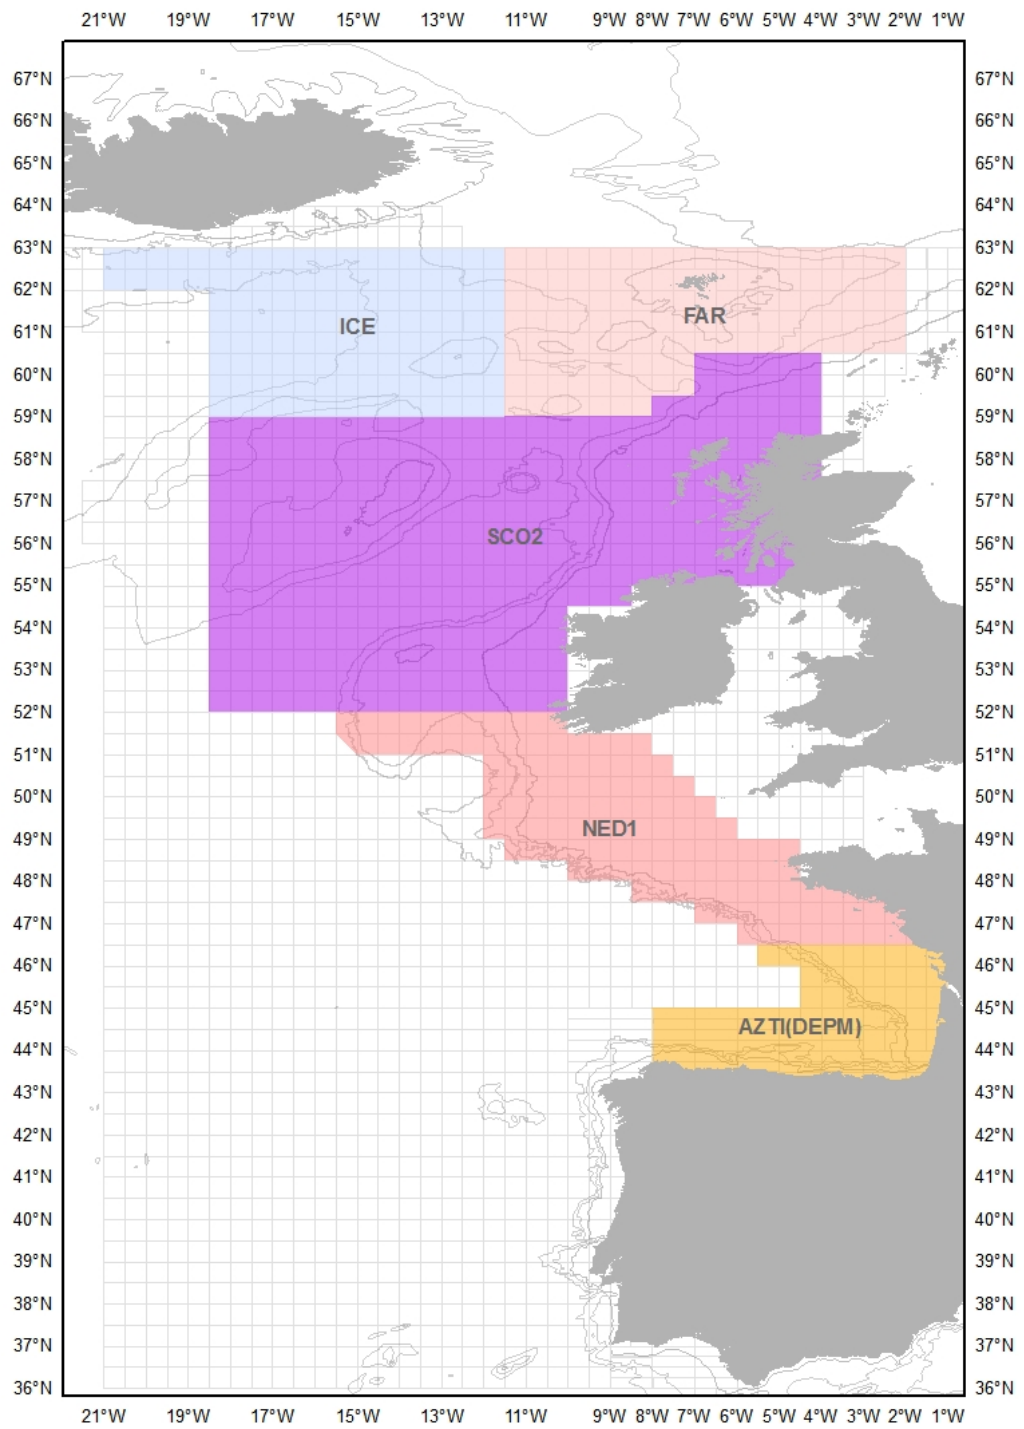 21°W 19°W 17°W 15°W 13°W 11°W 9°W 8°W 7°W 6°W 5°W 4°W 3°W 2°W 1°W
67°N 67°N
66°N 66°N
65°N 65°N
64°N 64°N
63°N 63°N
62°N 62°N
ICE FAR
61°N 61°N
60°N 60°N
59°N 59°N
58°N 58°N
57°N 57°N
SCO2
56°N 56°N
55°N 55°N
54°N 54°N
53°N 53°N
52°N 52°N
51°N 51°N
50°N 50°N
NED1
49°N 49°N
48°N 48°N
47°N 47°N
46°N 46°N
45°N 45°N
AZTI(DEPM)
44°N 44°N
43°N 43°N
42°N 42°N
41°N 41°N
40°N 40°N
39°N 39°N
38°N 38°N
37°N 37°N
36°N 36°N
21°W 19°W 17°W 15°W 13°W 11°W 9°W 8°W 7°W 6°W 5°W 4°W 3°W 2°W 1°W